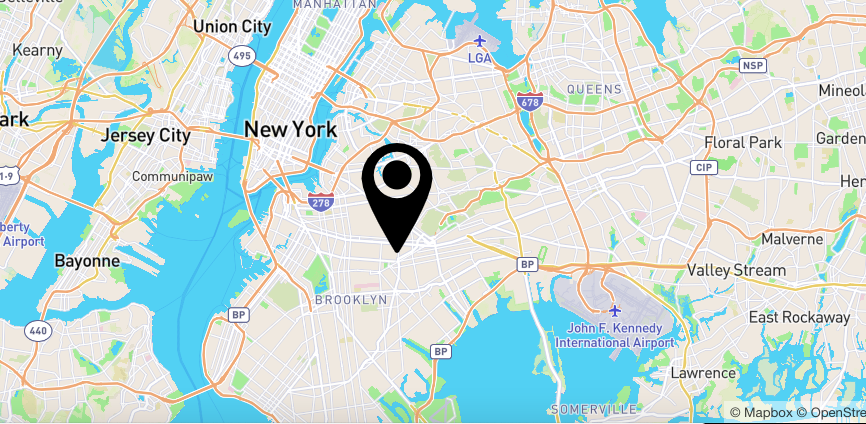 MANHATTAN
Union City
Kearny
495
LGA
NSP
QUEENS
Mineol
678
ark
Jersey City
New York
Floral Park
Garden
Communipaw
CIP
1-9
Hen
278
berty
Airport
Malverne
Bayonne
BP
Valley Stream
BROOKLYN
BP
440
John F. Kennedy
International Airport
East Rockaway
BP
Lawrence
SOMERVILLE
© Mapbox © OpenStre